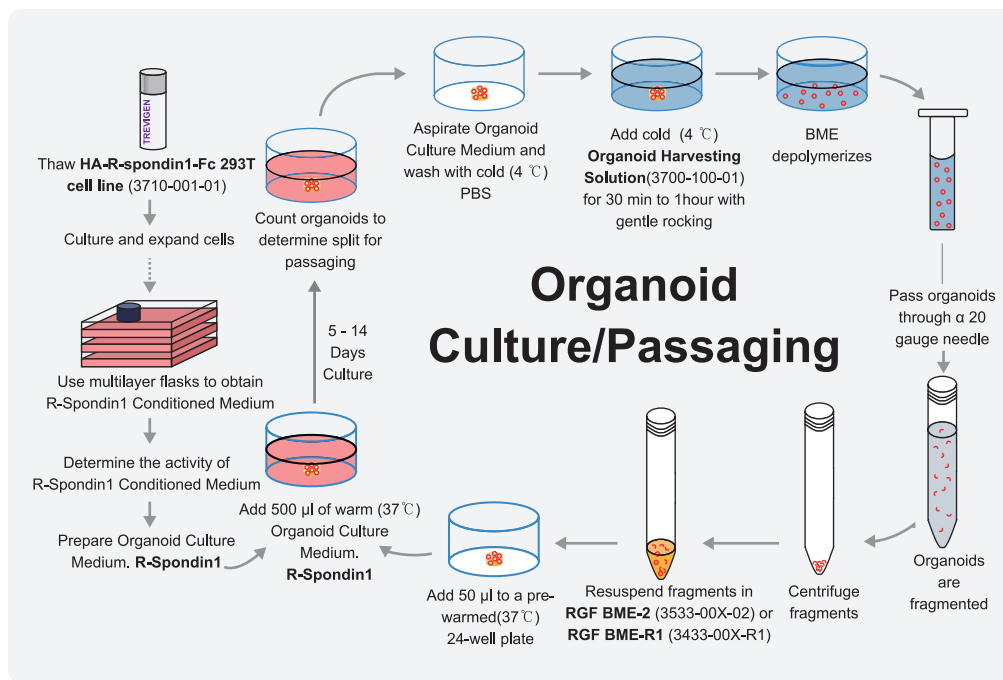 TREVIGEN
Thaw HA-R-spondin1-Fc 293T
cell line (3710-001-01)
Culture and expand cells
Use multilayer flasks to obtain
R-Spondin1 Conditioned Medium
Determine the activity of
R-Spondin1 Conditioned Medium
Prepare Organoid Culture
Medium. R-Spondin1
Add 500 µl of warm (37℃)
Organoid Culture
Medium.
R-Spondin1
5 - 14
Days
Culture
Count organoids to
determine split for
passaging
Aspirate Organoid
Culture Medium and
wash with cold (4 ℃)
PBS
Add cold (4 ℃)
Organoid Harvesting
Solution(3700-100-01)
for 30 min to 1hour with
gentle rocking
BME
depolymerizes
Organoid
Culture/Passaging
Pass organoids
through α 20
gauge needle
Organoids
are
fragmented
Centrifuge
fragments
Resuspend fragments in
RGF BME-2 (3533-00X-02) or
RGF BME-R1 (3433-00X-R1)
Add 50 µl to a pre-
warmed(37℃)
24-well plate